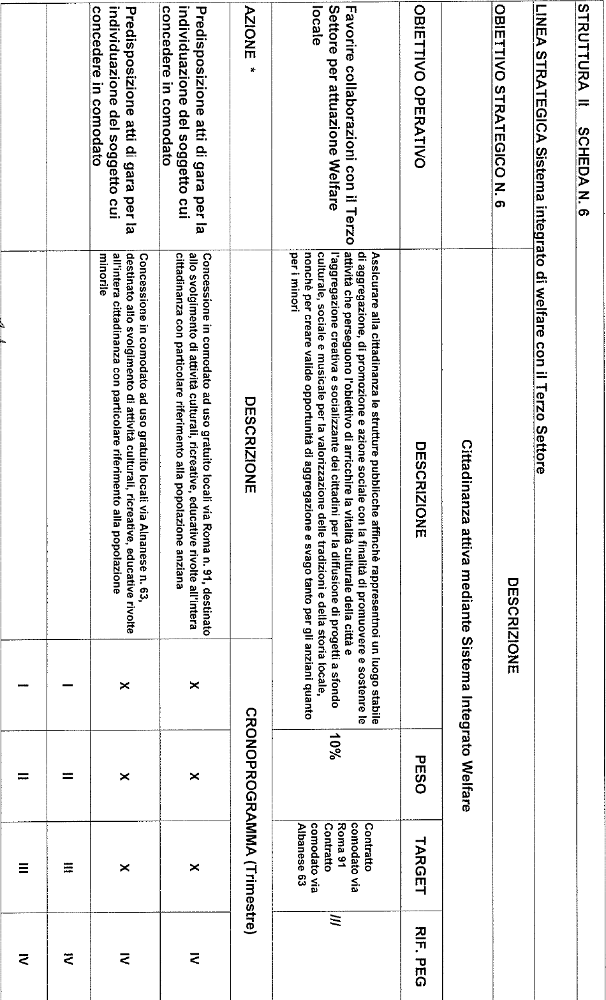 STRUTTURA II SCHEDA N. 6
LINEA STRATEGICA Sistema integrato di welfare con il Terzo Settore
OBIETTIVO STRATEGICO N. 6
DESCRIZIONE
Cittadinanza attiva mediante Sistema Integrato Welfare
OBIETTIVO OPERATIVO
DESCRIZIONE
PESO
TARGET
RIF. PEG
Favorire collaborazioni con il Terzo
Settore per attuazione Welfare
locale
Assicurare alla cittadinanza le strutture pubblicche affinchè rappresentmoi un luogo stabile
di aggregazione, di promozione e azione sociale con la finalità di promuovere e sostenre le
attività che perseguono l'obiettivo di arricchire la vitalità culturale della città e
l'aggregazione creativa e socializzante dei cittadini per la diffusione di progetti a sfondo
culturale, sociale e musicale per la valorizzazione delle tradizioni e della storia locale,
nonchè per creare valide opportunità di aggregazione e svago tanto per gli anziani quanto
per i minori
10%
Contratto
comodato via
Roma 91
Contratto
comodato via
Albanese 63
///
AZIONE *
DESCRIZIONE
CRONOPROGRAMMA (Trimestre)
Predisposizione atti di gara per la
individuazione del soggetto cui
concedere in comodato
Concessione in comodato ad uso gratuito locali via Roma n. 91, destinato
allo svolgimento di attività culturali, ricreative, educative rivolte all'intera
cittadinanza con particolare riferimento alla popolazione anziana
X
X
X
IV
Predisposizione atti di gara per la
individuazione del soggetto cui
concedere in comodato
Concessione in comodato ad uso gratuito locali via Alnanese n. 63,
destinato allo svolgimento di attività culturali, ricreative, educative rivolte
all'intera cittadinanza con particolare riferimento alla popolazione
minorile
X
X
X
IV
I
II
III
IV
I
II
III
IV